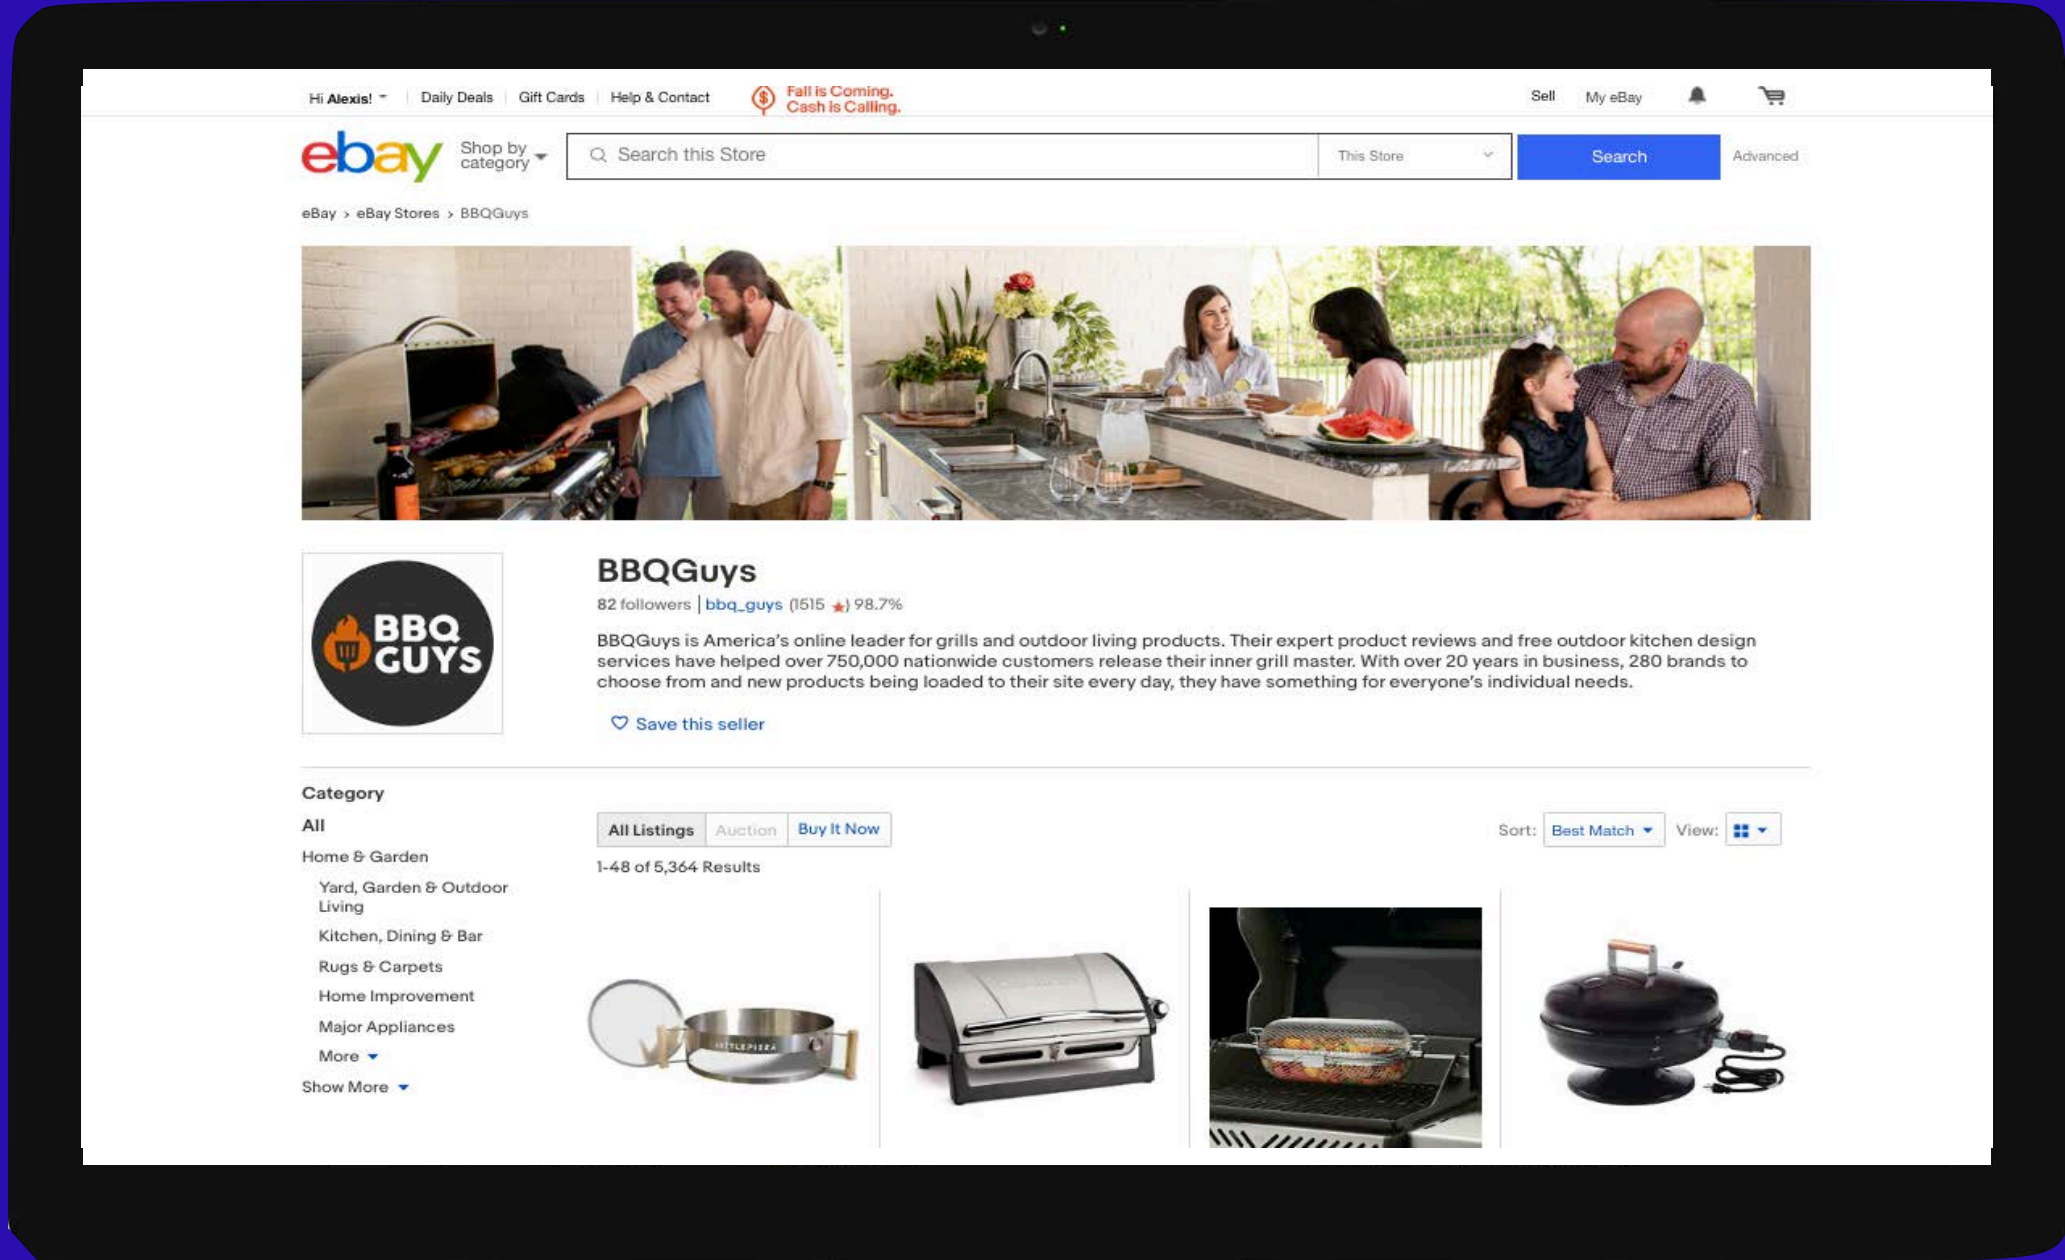 Hi Alexis!
Daily Deals
Gift Cards
Help & Contact
Fall is Coming.
Cash is Calling.
Sell
My eBay
ebay
Shop by
category
Search this Store
This Store
Search
Advanced
eBay > eBay Stores > BBQGuys
BBQ
GUYS
BBQGuys
82 followers | bbq_guys (1515 ★) 98.7%
BBQGuys is America's online leader for grills and outdoor living products. Their expert product reviews and free outdoor kitchen design
services have helped over 750,000 nationwide customers release their inner grill master. With over 20 years in business, 280 brands to
choose from and new products being loaded to their site every day, they have something for everyone's individual needs.
Save this seller
Category
All
Home & Garden
Yard, Garden & Outdoor
Living
Kitchen, Dining & Bar
Rugs & Carpets
Home Improvement
Major Appliances
More
Show More
All Listings
Auction
Buy It Now
Sort: Best Match
View:
1-48 of 5,364 Results
KETTLEPIZZA